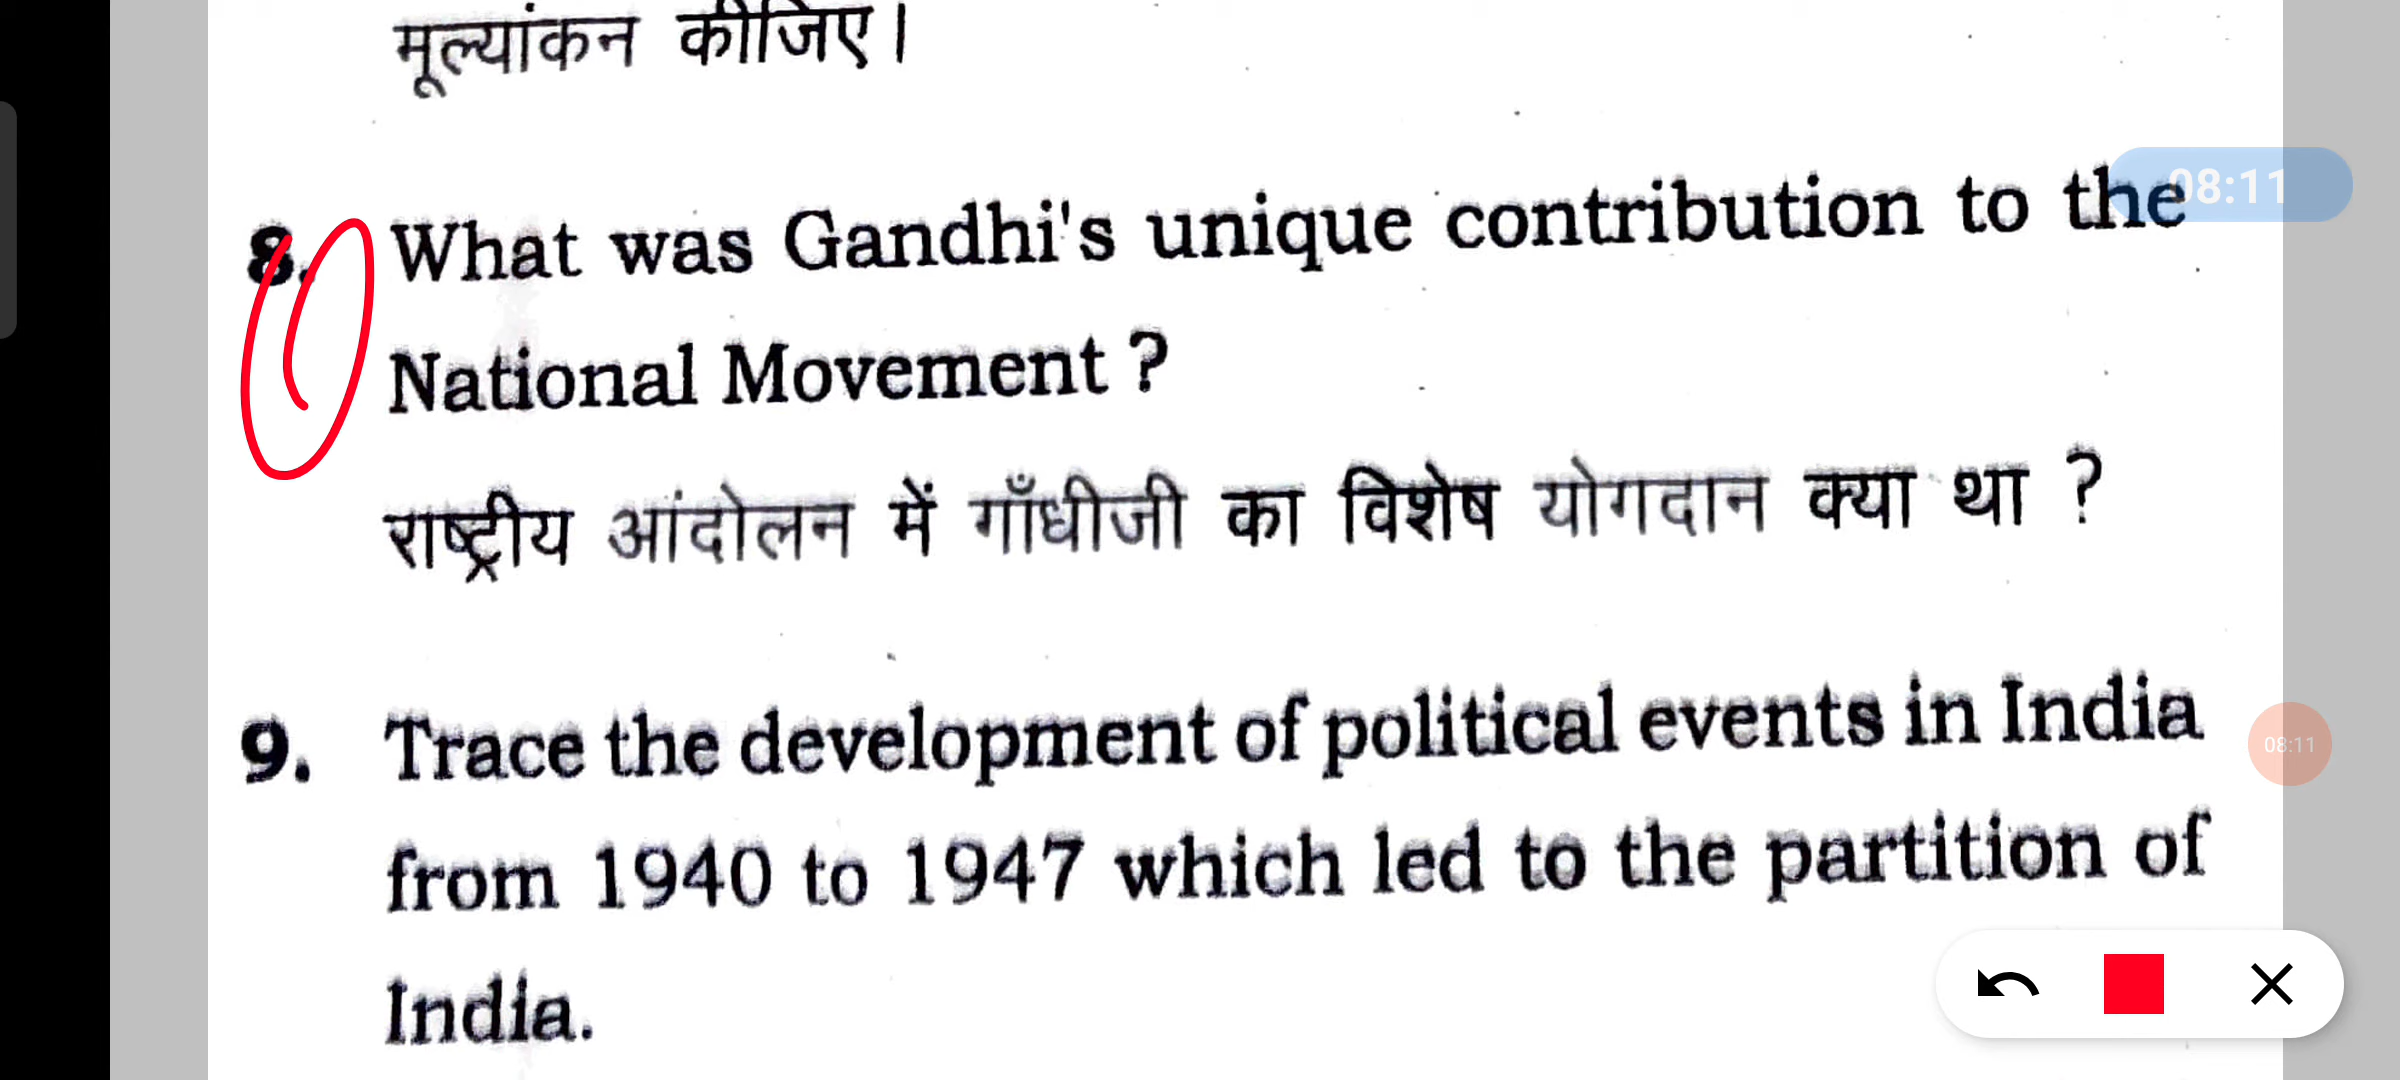 मूल्यांकन कीजिए।
08:11
8. What was Gandhi's unique contribution to the
National Movement ?
राष्ट्रीय आंदोलन में गाँधीजी का विशेष योगदान क्या था ?
9. Trace the development of political events in India
08:11
from 1940 to 1947 which led to the partition of
India.